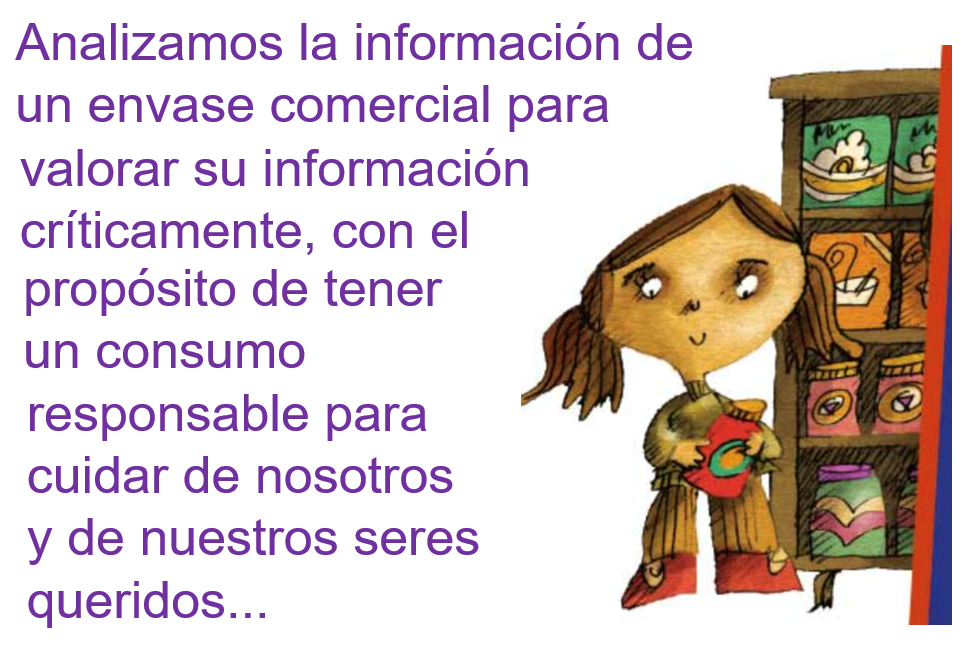 Analizamos la información de
un envase comercial para
valorar su información
críticamente, con el
propósito de tener
un consumo
responsable para
cuidar de nosotros
y de nuestros seres
queridos...